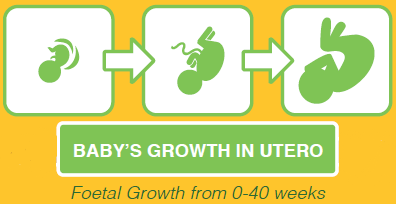 BABY'S GROWTH IN UTERO
Foetal Growth from 0-40 weeks